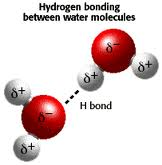 Hydrogen bonding
between water molecules
δ−
δ+
δ+
δ+
H bond
δ−
δ+